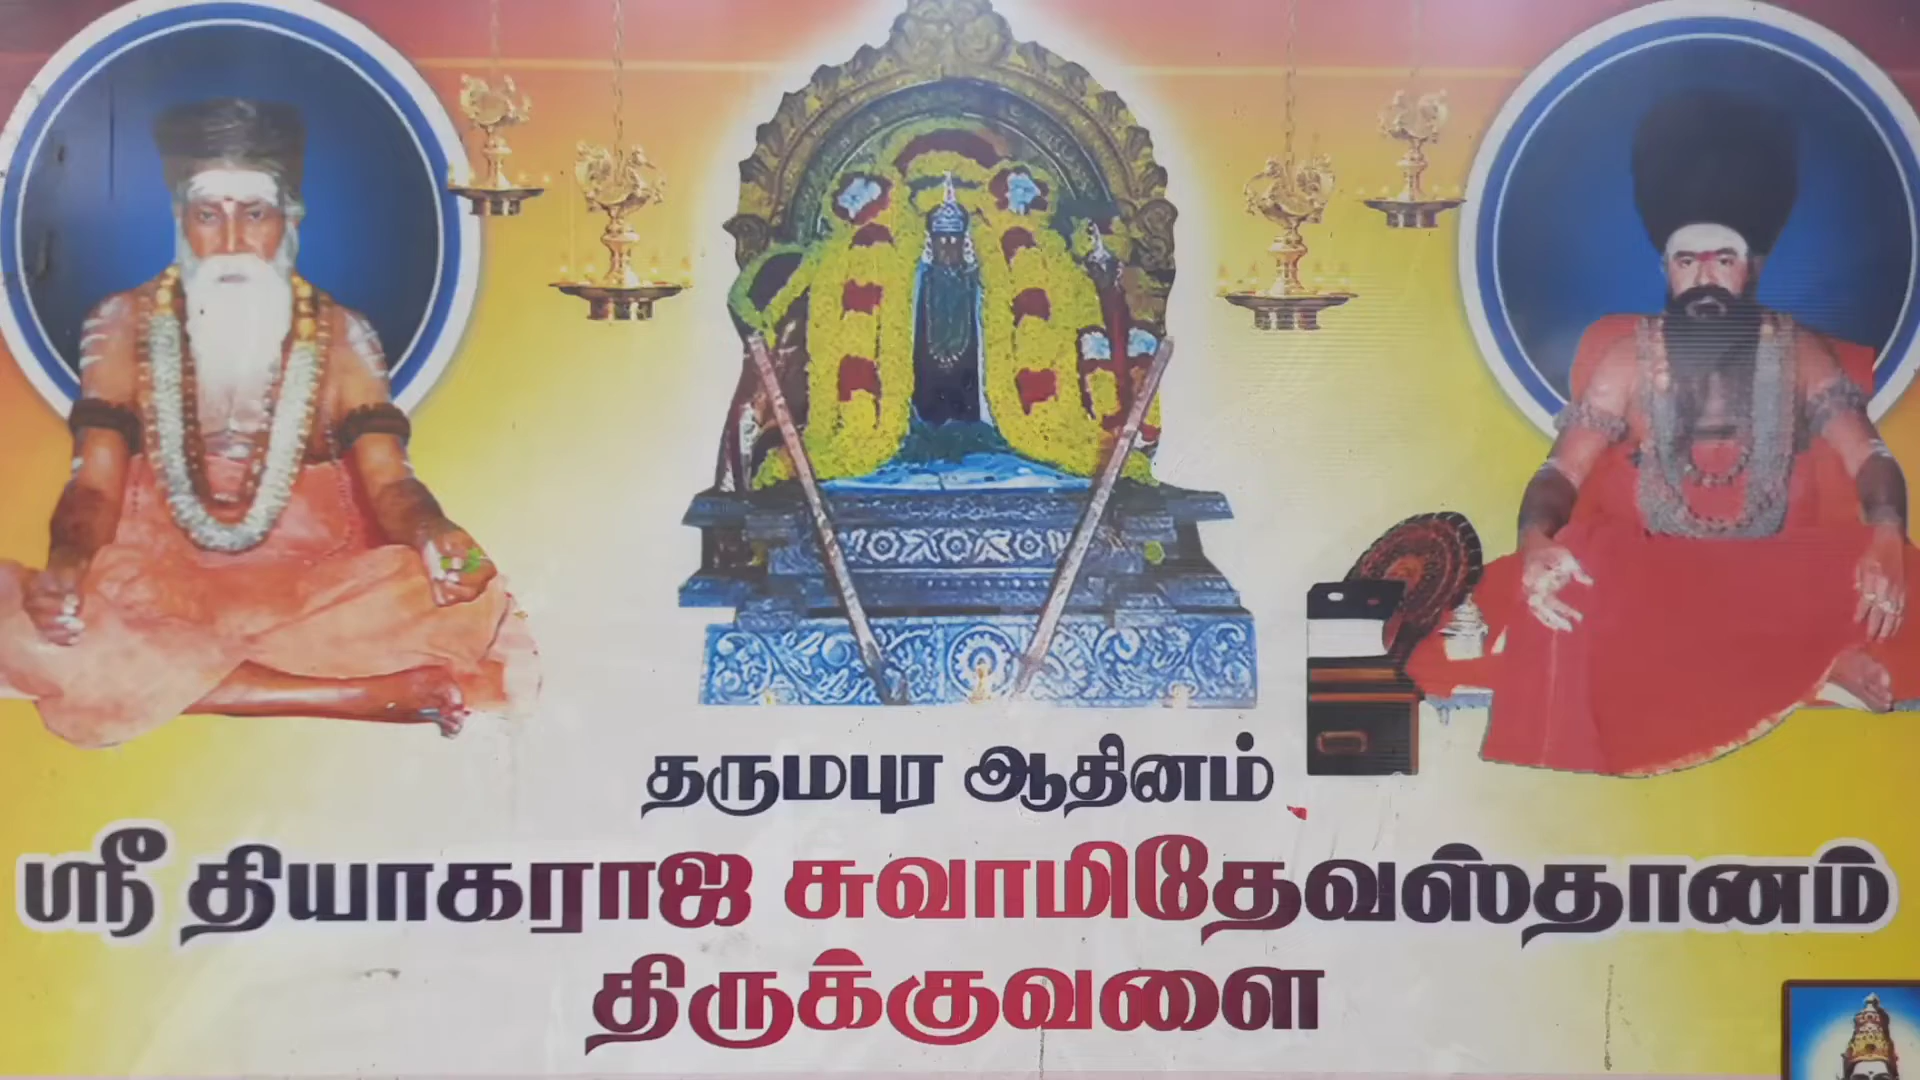 தருமபுர ஆதினம்
ஸ்ரீ தியாகராஜ சுவாமிதேவஸ்தானம்
திருக்குவளை